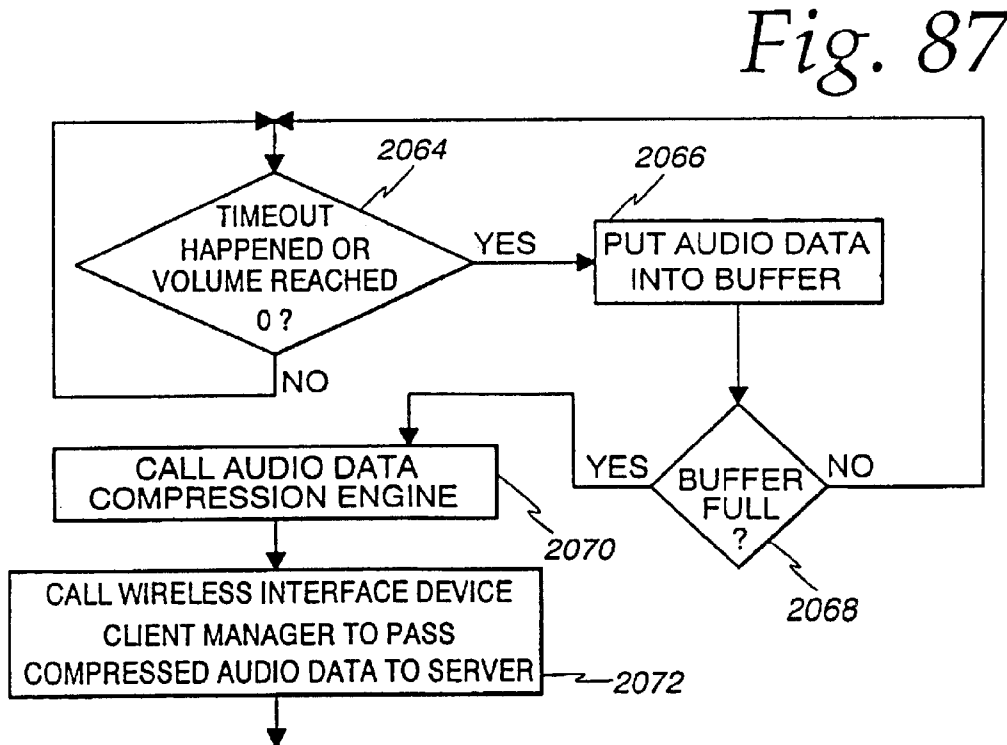 Fig. 87
2064
TIMEOUT
HAPPENED OR
VOLUME REACHED
0 ?
YES
NO
2066
PUT AUDIO DATA
INTO BUFFER
BUFFER
FULL
?
YES
NO
2068
CALL AUDIO DATA
COMPRESSION ENGINE
2070
CALL WIRELESS INTERFACE DEVICE
CLIENT MANAGER TO PASS
COMPRESSED AUDIO DATA TO SERVER
2072